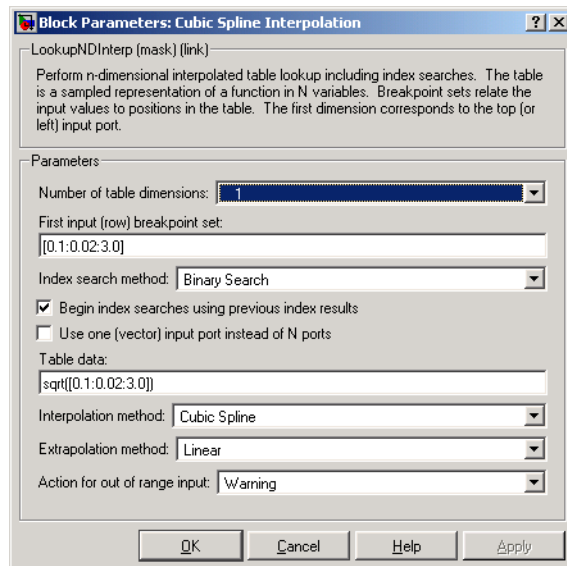 Block Parameters: Cubic Spline Interpolation
LookupNDInterp (mask) (link)
Perform n-dimensional interpolated table lookup including index searches. The table
is a sampled representation of a function in N variables. Breakpoint sets relate the
input values to positions in the table. The first dimension corresponds to the top (or
left) input port.
Parameters
Number of table dimensions: 1
First input (row) breakpoint set:
[0.1:0.02:3.0]
Index search method: Binary Search
Begin index searches using previous index results
Use one (vector) input port instead of N ports
Table data:
sqrt([0.1:0.02:3.0])
Interpolation method: Cubic Spline
Extrapolation method: Linear
Action for out of range input: Warning
OK Cancel Help Apply